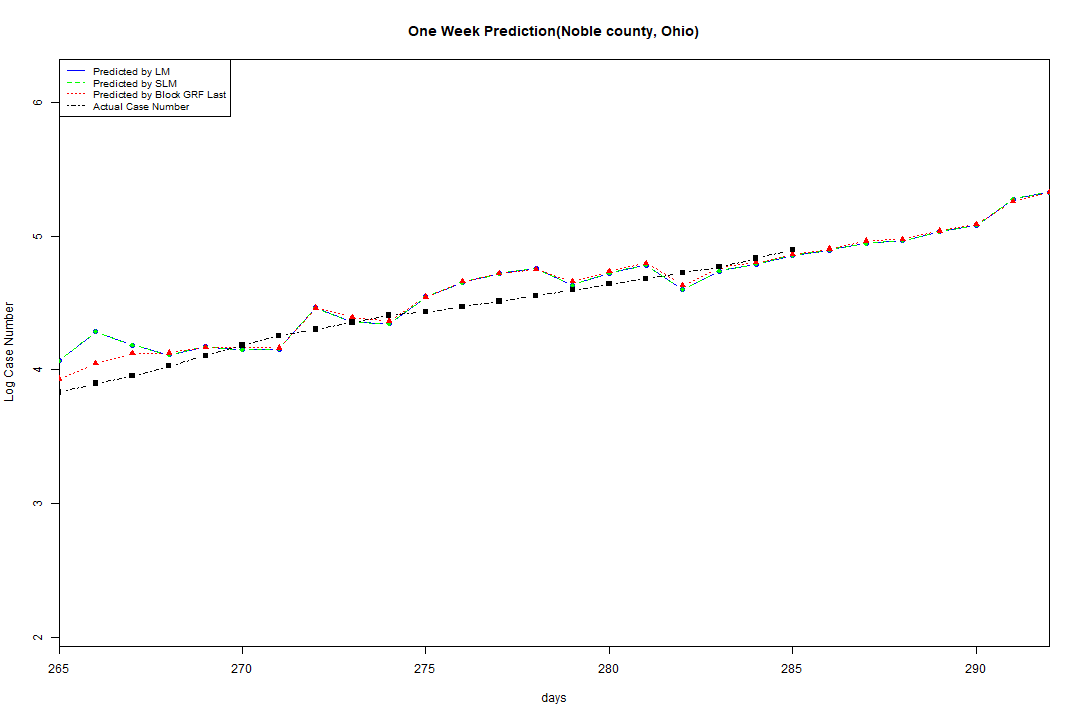 One Week Prediction(Noble county, Ohio)
Predicted by LM
Predicted by SLM
Predicted by Block GRF Last
Actual Case Number
6
5
4
3
2
Log Case Number
265 270 275 280 285 290
days